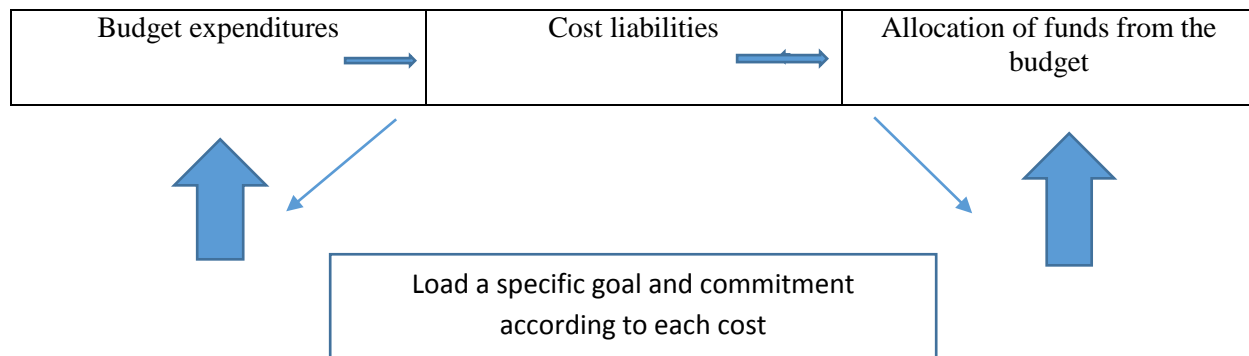 Budget expenditures
Cost liabilities
Allocation of funds from the
budget
Load a specific goal and commitment
according to each cost